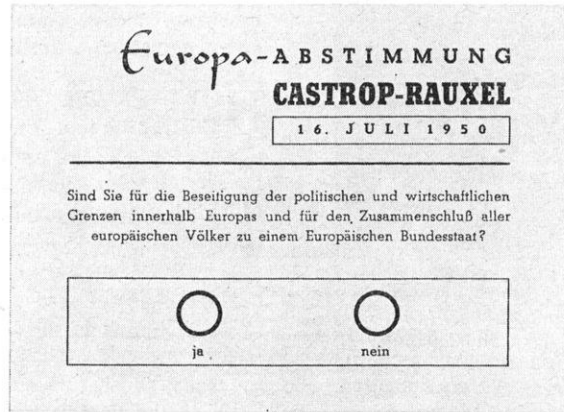 Europa-ABSTIMMUNG
CASTROP-RAUXEL
16. JULI 1950
Sind Sie für die Beseitigung der politischen und wirtschaftlichen
Grenzen innerhalb Europas und für den Zusammenschluß aller
europäischen Völker zu einem Europäischen Bundesstaat?
ja nein